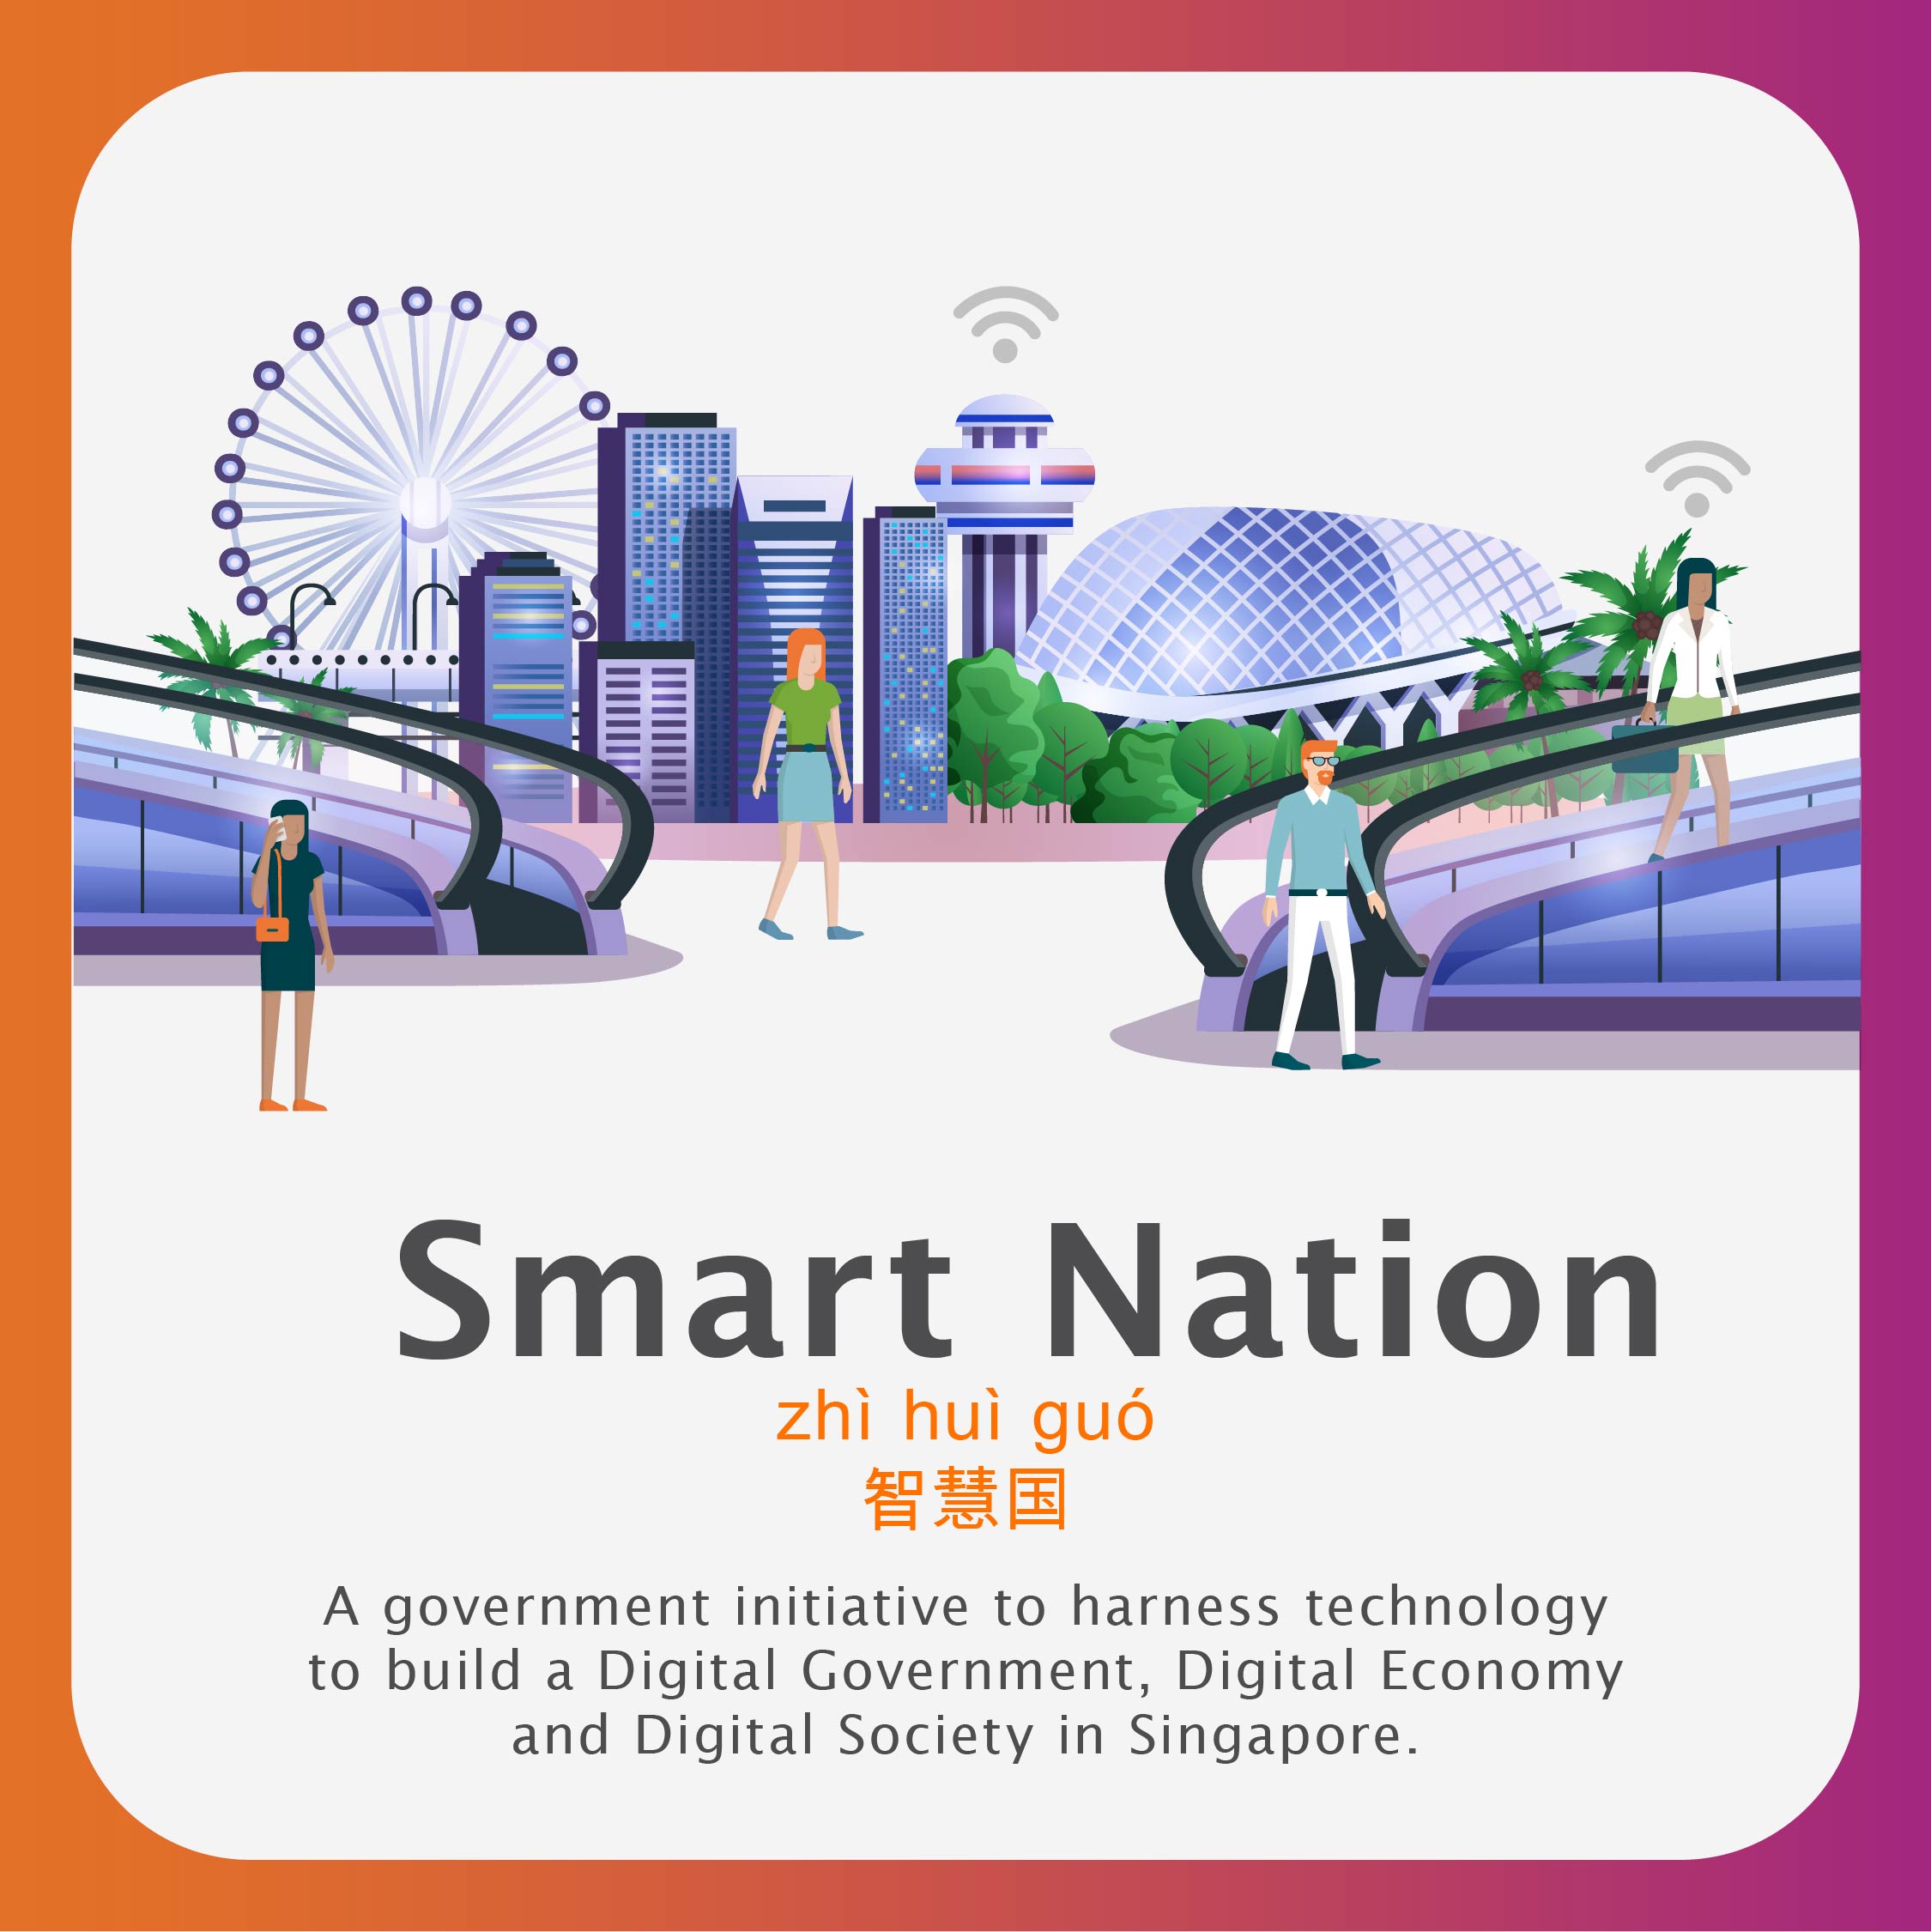 Smart Nation
zhì huì guó
智慧国
A government initiative to harness technology
to build a Digital Government, Digital Economy
and Digital Society in Singapore.